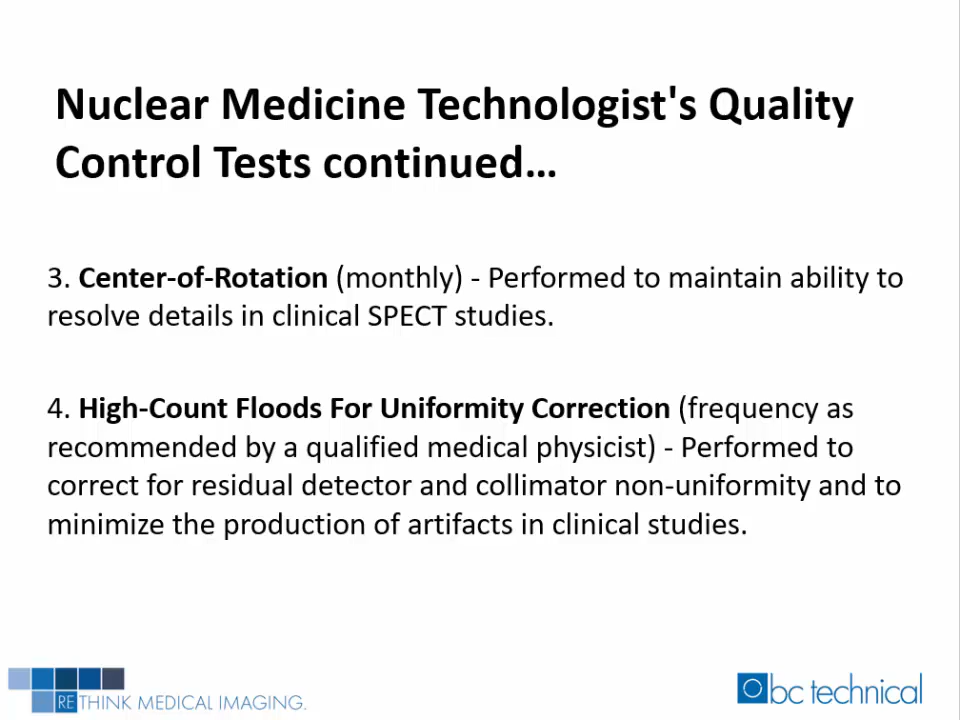 Nuclear Medicine Technologist's Quality
Control Tests continued…
3. Center-of-Rotation (monthly) - Performed to maintain ability to
resolve details in clinical SPECT studies.
4. High-Count Floods For Uniformity Correction (frequency as
recommended by a qualified medical physicist) - Performed to
correct for residual detector and collimator non-uniformity and to
minimize the production of artifacts in clinical studies.
RETHINK MEDICAL IMAGING.
bc technical